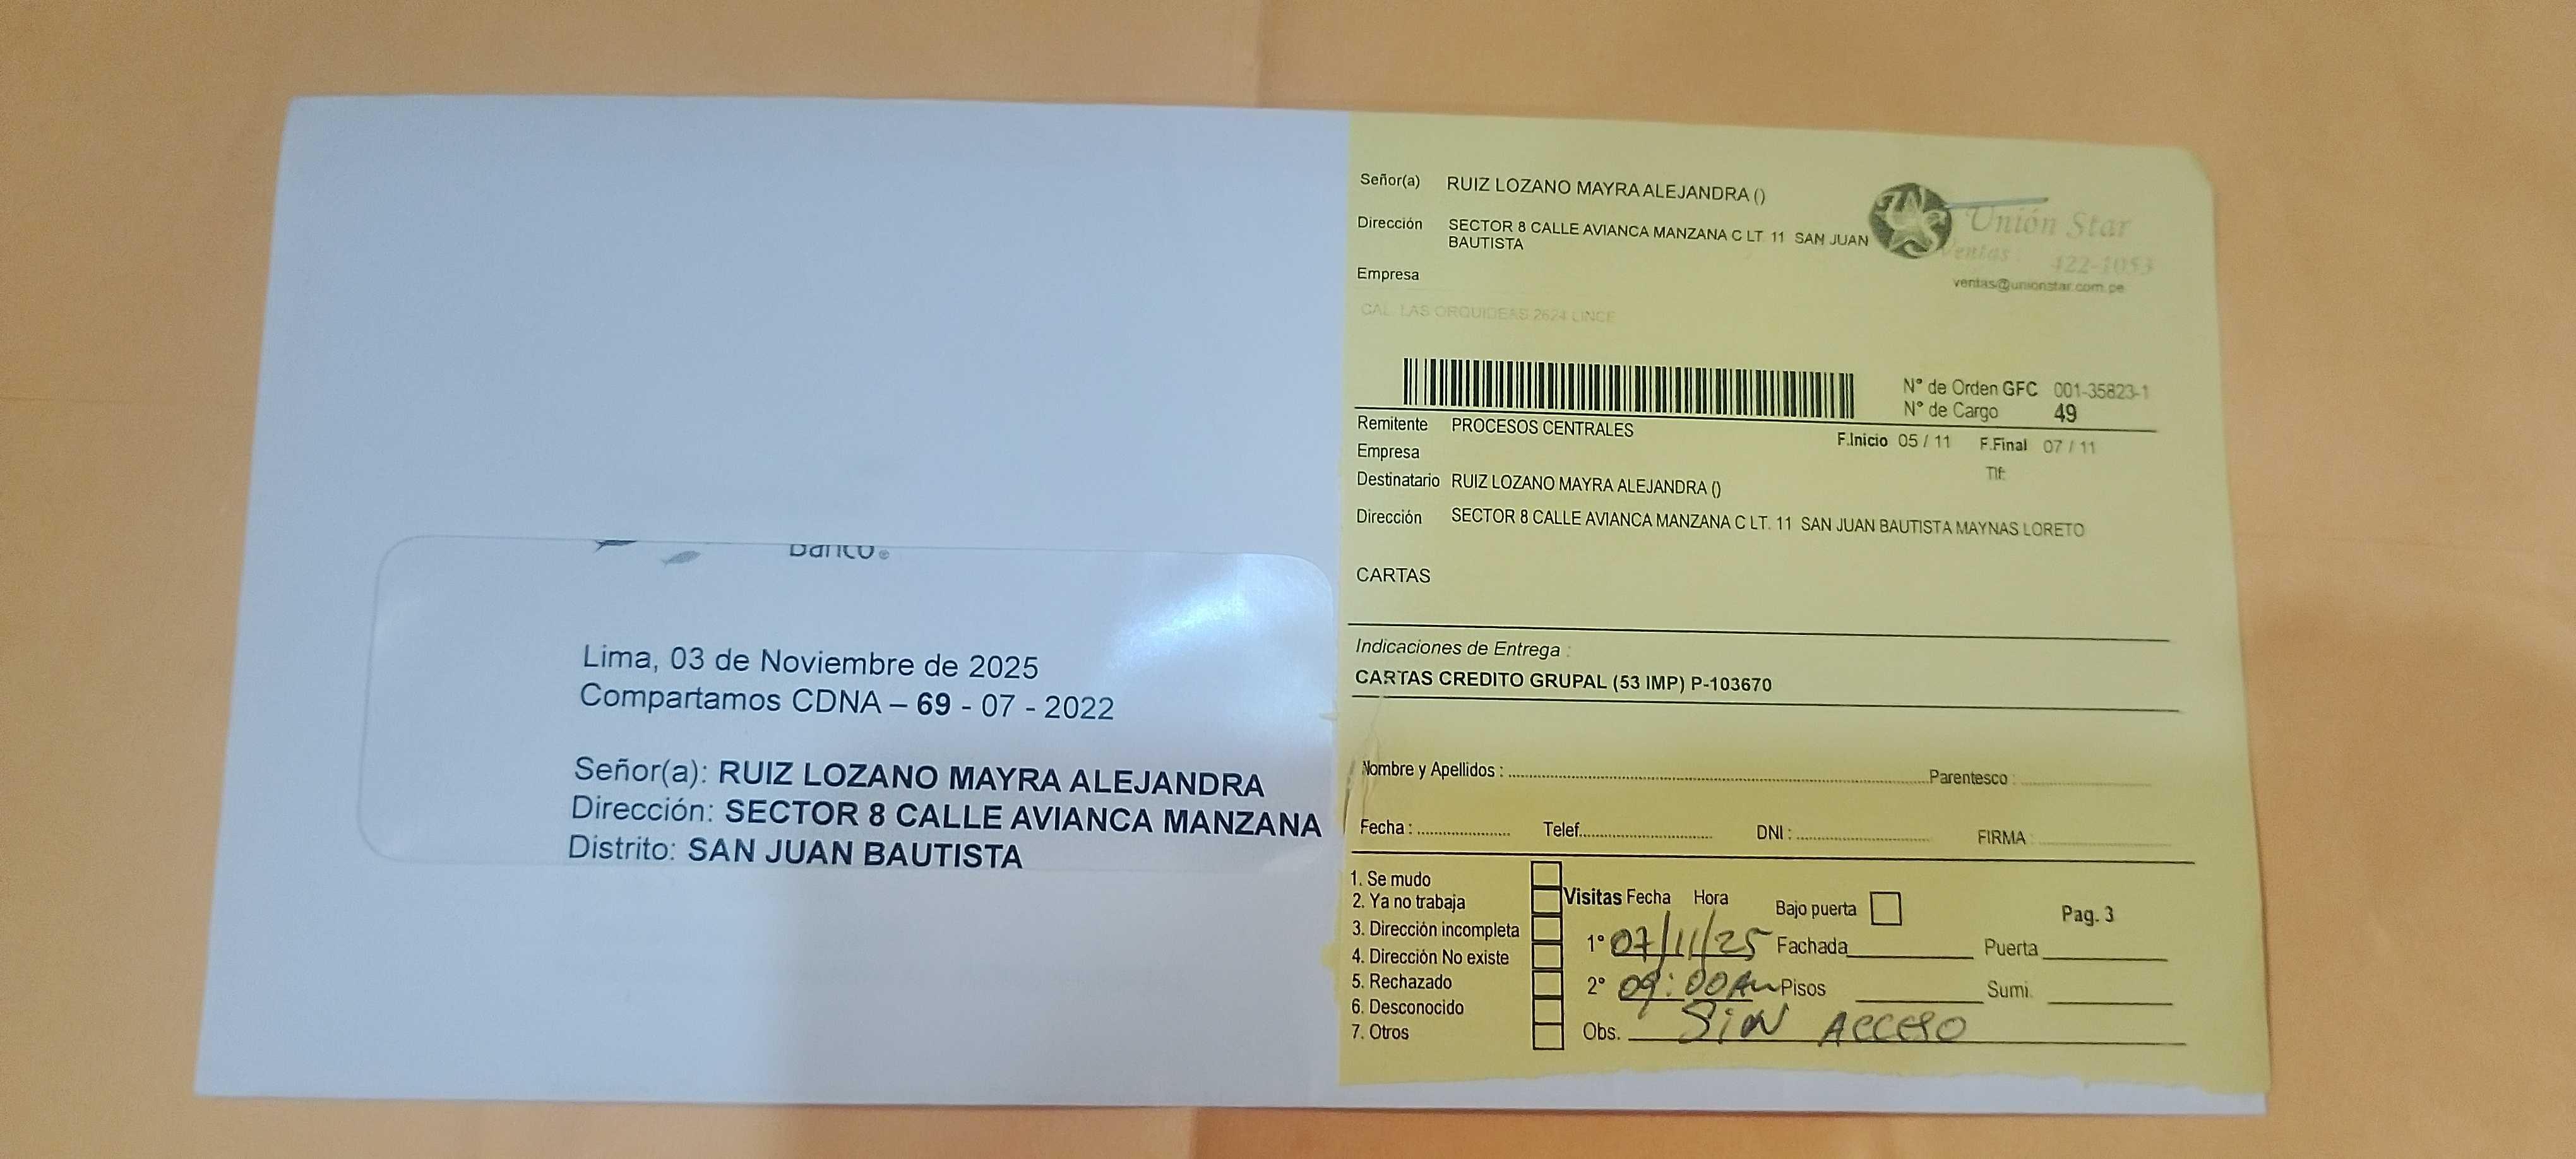 Banco®
Lima, 03 de Noviembre de 2025
Compartamos CDNA – 69 - 07 - 2022
Señor(a): RUIZ LOZANO MAYRA ALEJANDRA
Dirección: SECTOR 8 CALLE AVIANCA MANZANA
Distrito: SAN JUAN BAUTISTA
Señor(a) RUIZ LOZANO MAYRA ALEJANDRA ()
Dirección SECTOR 8 CALLE AVIANCA MANZANA C LT. 11 SAN JUAN
BAUTISTA
Unión Star
Ventas: 422-1053
ventas@unionstar.com.pe
Empresa
CAL. LAS ORQUIDEAS 2624 LINCE
N° de Orden GFC 001-35823-1
N° de Cargo 49
Remitente PROCESOS CENTRALES
F.Inicio 05 / 11 F.Final 07 / 11
Empresa
Tlf:
Destinatario RUIZ LOZANO MAYRA ALEJANDRA ()
Dirección SECTOR 8 CALLE AVIANCA MANZANA C LT. 11 SAN JUAN BAUTISTA MAYNAS LORETO
CARTAS
Indicaciones de Entrega :
CARTAS CREDITO GRUPAL (53 IMP) P-103670
Nombre y Apellidos : Parentesco :
Fecha : Telef. DNI : FIRMA :
1. Se mudo
2. Ya no trabaja
3. Dirección incompleta
4. Dirección No existe
5. Rechazado
6. Desconocido
7. Otros
Visitas Fecha Hora Bajo puerta Pag. 3
1° 07/11/25 Fachada Puerta
2° 09:00Am Pisos Sumi.
Obs. SiN ACCESO